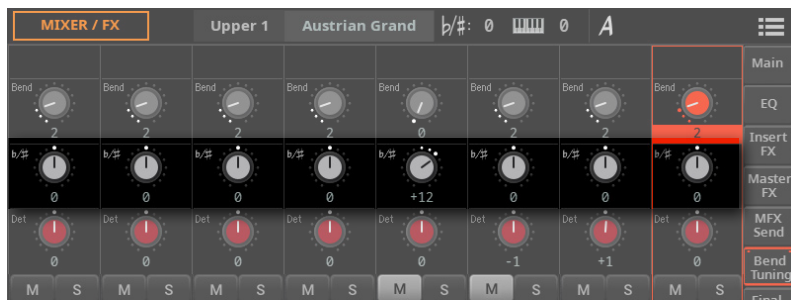 MIXER / FX Upper 1 Austrian Grand b/#: 0 0 A
Main
Bend Bend Bend Bend Bend Bend Bend Bend
EQ
2 2 2 2 0 2 2 2
Insert
FX
b/# b/# b/# b/# b/# b/# b/# b/#
Master
FX
0 0 0 0 +12 0 0 0
MFX
Send
Det Det Det Det Det Det Det Det
0 0 0 0 0 -1 +1 0
Bend
Tuning
M S M S M S M S M S M S M S M S
Final